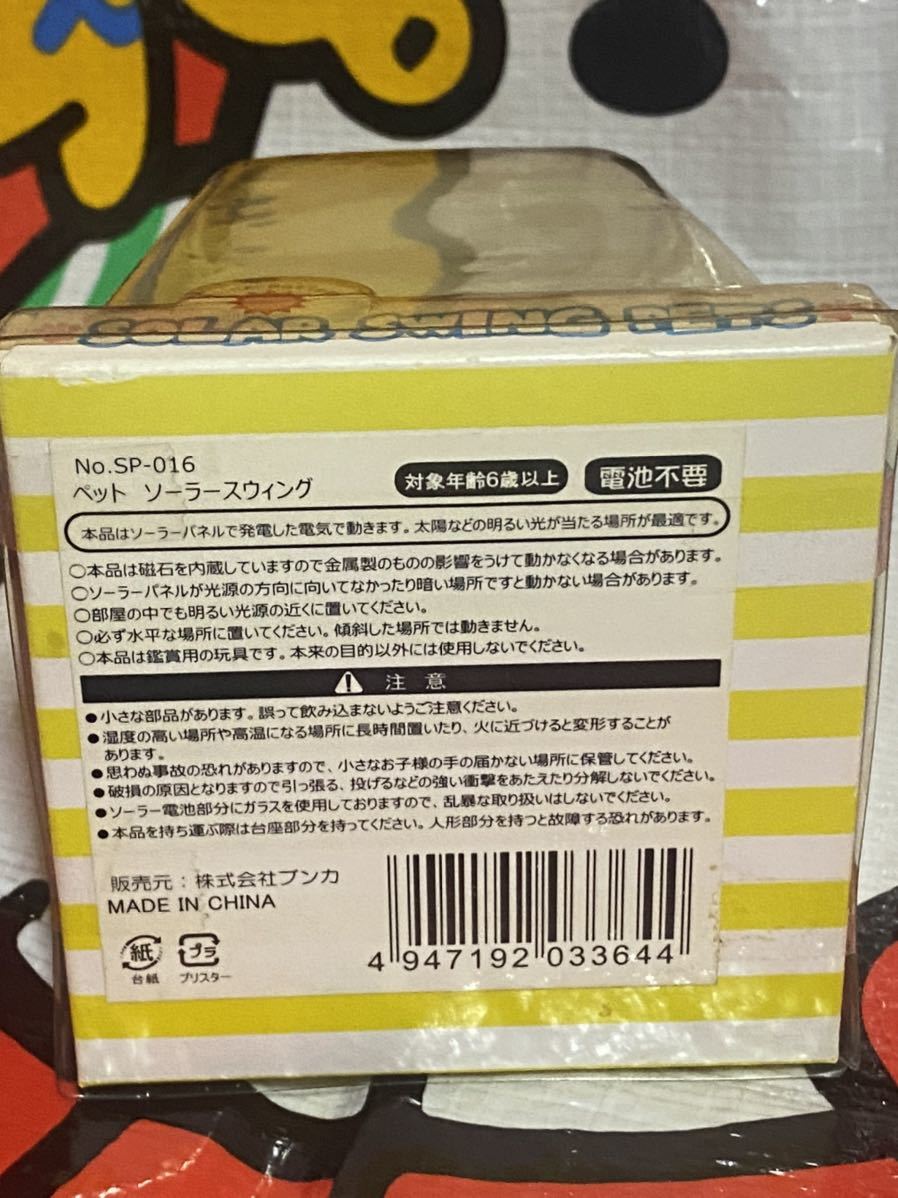 SOLAR SWING PETS
No.SP-016
ペット ソーラースウィング
対象年齢6歳以上
電池不要
本品はソーラーパネルで発電した電気で動きます。太陽などの明るい光が当たる場所が最適です。
○本品は磁石を内蔵していますので金属製のものの影響をうけて動かなくなる場合があります。
○ソーラーパネルが光源の方向に向いてなかったり暗い場所ですと動かない場合があります。
○部屋の中でも明るい光源の近くに置いてください。
○必ず水平な場所に置いてください。傾斜した場所では動きません。
○本品は鑑賞用の玩具です。本来の目的以外には使用しないでください。
注 意
●小さな部品があります。誤って飲み込まないようご注意ください。
●湿度の高い場所や高温になる場所に長時間置いたり、火に近づけると変形することが
あります。
●思わぬ事故の恐れがありますので、小さなお子様の手の届かない場所に保管してください。
●破損の原因となりますので引っ張る、投げるなどの強い衝撃をあたえたり分解しないでください。
●ソーラー電池部分にガラスを使用しておりますので、乱暴な取り扱いはしないでください。
●本品を持ち運ぶ際は台座部分を持ってください。人形部分を持つと故障する恐れがあります。
販売元：株式会社ブンカ
MADE IN CHINA
紙
プラ
台紙
ブリスター
4 947192 033644